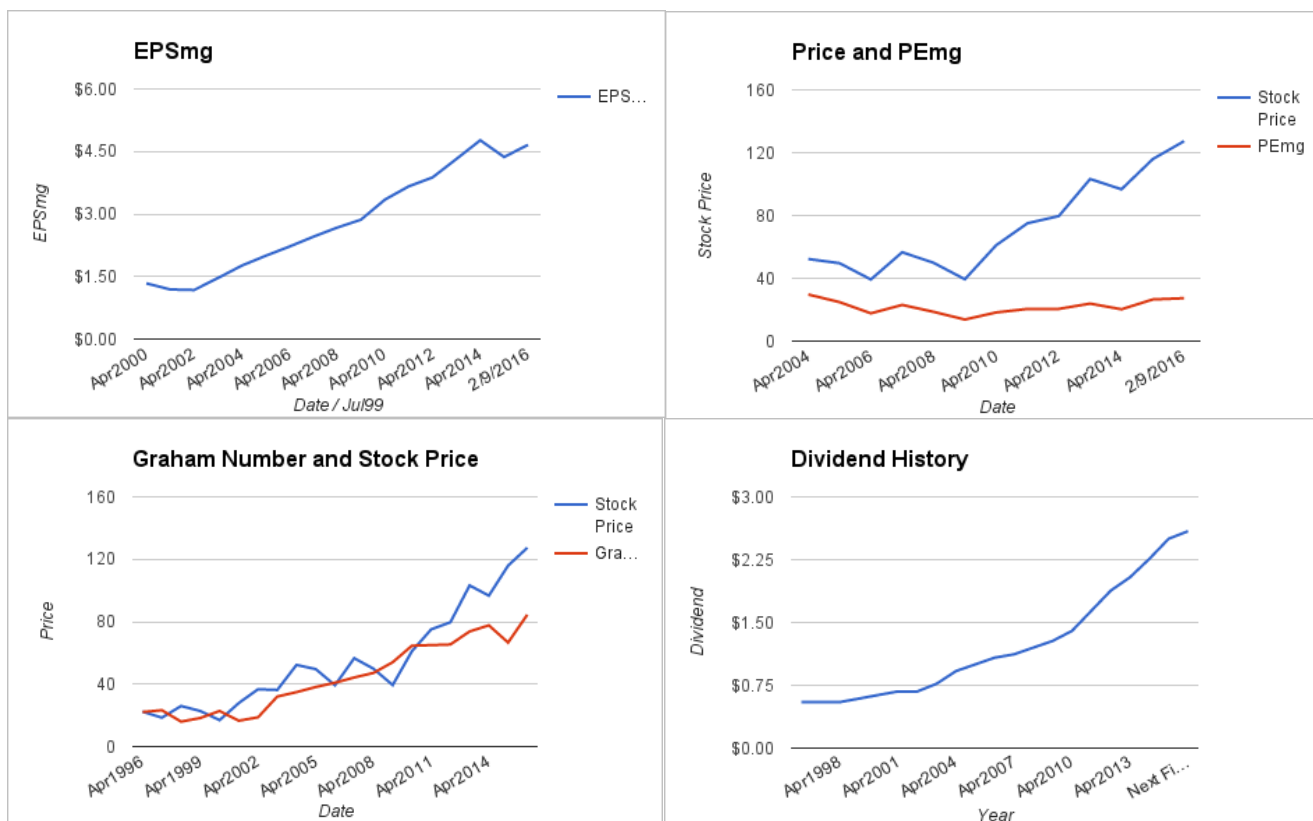 EPSmg
$6.00
$4.50
$3.00
$1.50
$0.00
EPSmg
EPS...
Apr2000
Apr2002
Apr2004
Apr2006
Apr2008
Apr2010
Apr2012
Apr2014
2/9/2016
Date / Jul99
Price and PEmg
160
120
80
40
0
Stock Price
Stock
Price
PEmg
Apr2004
Apr2006
Apr2008
Apr2010
Apr2012
Apr2014
2/9/2016
Date
Graham Number and Stock Price
160
120
80
40
0
Price
Stock
Price
Gra...
Apr1996
Apr1999
Apr2002
Apr2005
Apr2008
Apr2011
Apr2014
Date
Dividend History
$3.00
$2.25
$1.50
$0.75
$0.00
Dividend
Apr1998
Apr2001
Apr2004
Apr2007
Apr2010
Apr2013
Next Fi...
Year